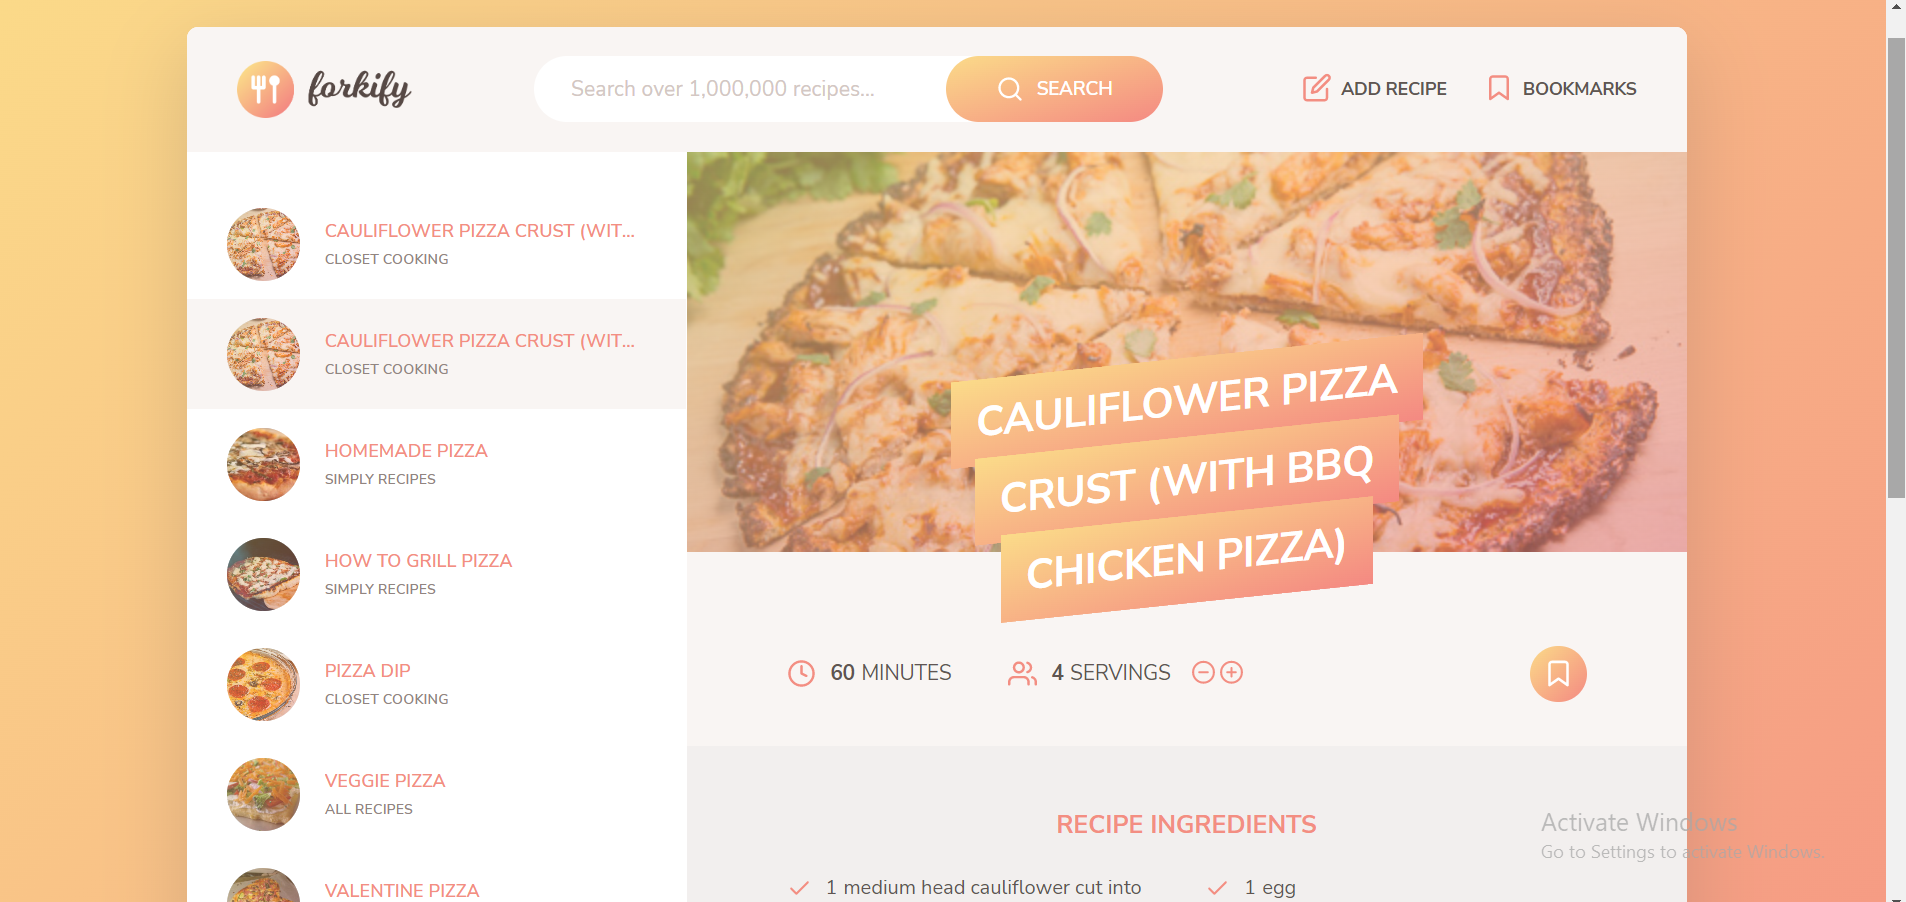 forkify
Search over 1,000,000 recipes...
SEARCH
ADD RECIPE
BOOKMARKS
CAULIFLOWER PIZZA CRUST (WIT...
CLOSET COOKING
CAULIFLOWER PIZZA CRUST (WIT...
CLOSET COOKING
HOMEMADE PIZZA
SIMPLY RECIPES
HOW TO GRILL PIZZA
SIMPLY RECIPES
PIZZA DIP
CLOSET COOKING
VEGGIE PIZZA
ALL RECIPES
VALENTINE PIZZA
CAULIFLOWER PIZZA
CRUST (WITH BBQ
CHICKEN PIZZA)
60 MINUTES
4 SERVINGS
RECIPE INGREDIENTS
1 medium head cauliflower cut into
1 egg
Activate Windows
Go to Settings to activate Windows.